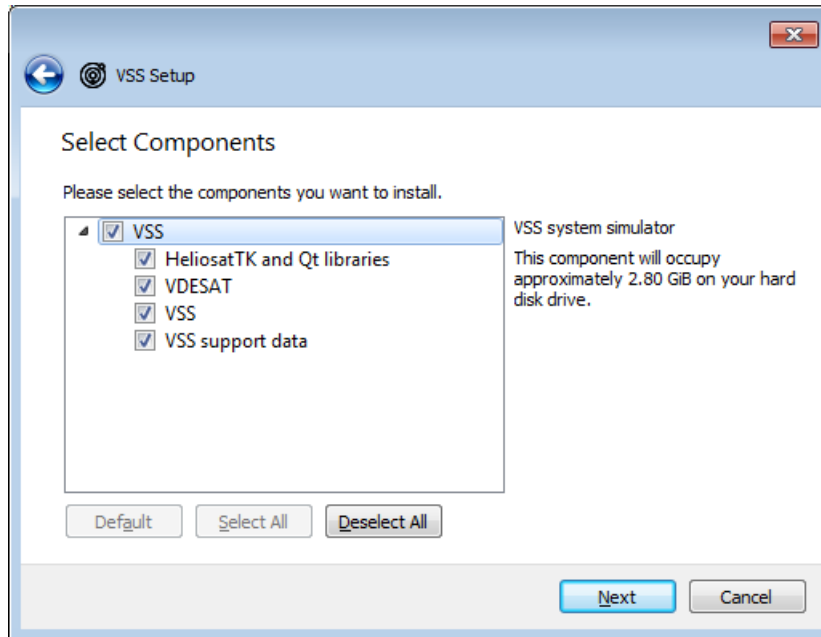 VSS Setup
Select Components
Please select the components you want to install.
VSS
HeliosatTK and Qt libraries
VDESAT
VSS
VSS support data
VSS system simulator
This component will occupy
approximately 2.80 GiB on your hard
disk drive.
Default
Select All
Deselect All
Next
Cancel